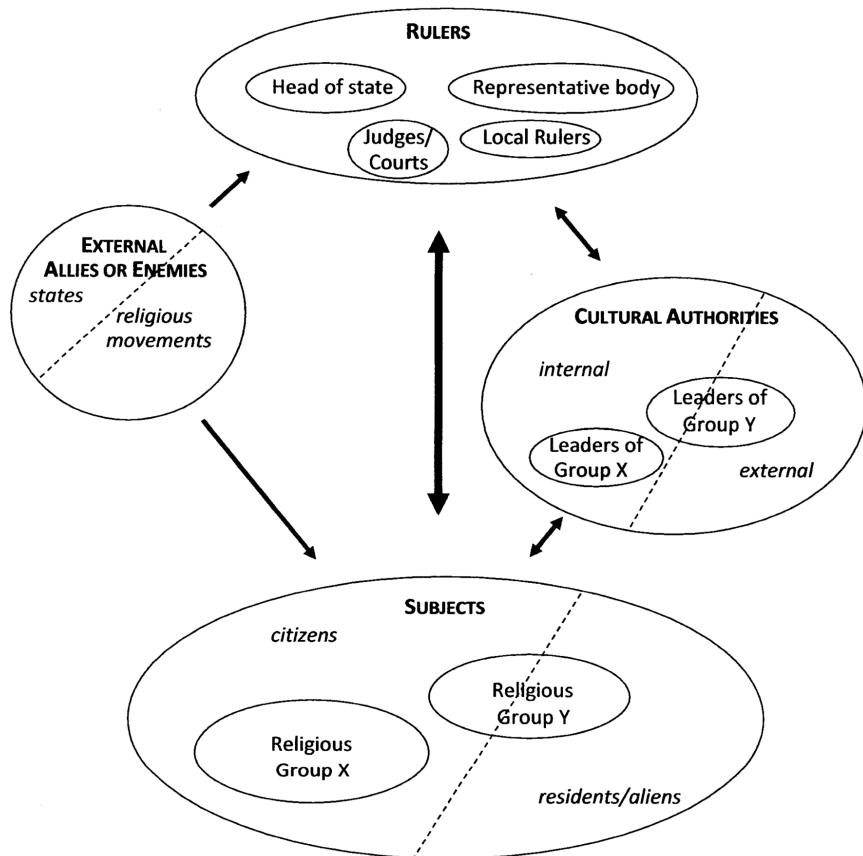 RULERS
Head of state
Representative body
Judges/
Courts
Local Rulers
EXTERNAL
ALLIES OR ENEMIES
states
religious
movements
CULTURAL AUTHORITIES
internal
Leaders of
Group Y
Leaders of
Group X
external
SUBJECTS
citizens
Religious
Group Y
Religious
Group X
residents/aliens